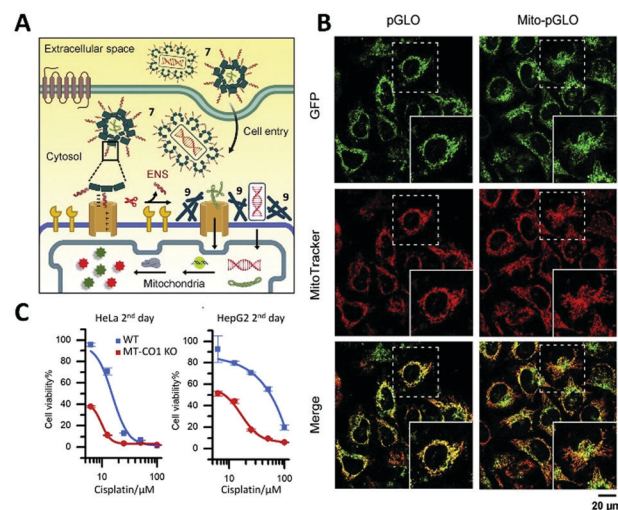 A
Extracellular space
7
7
Cell entry
Cytosol
ENS
9
9
9
Mitochondria
B
pGLO
Mito-pGLO
GFP
MitoTracker
Merge
20 μm
C
HeLa 2nd day
WT
MT-CO1 KO
Cell viability%
100
80
60
40
20
0
10
100
Cisplatin/μM
HepG2 2nd day
Cell viability%
100
80
60
40
20
0
10
100
Cisplatin/μM